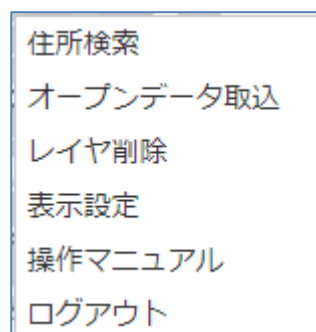 住所検索
オープンデータ取込
レイヤ削除
表示設定
操作マニュアル
ログアウト